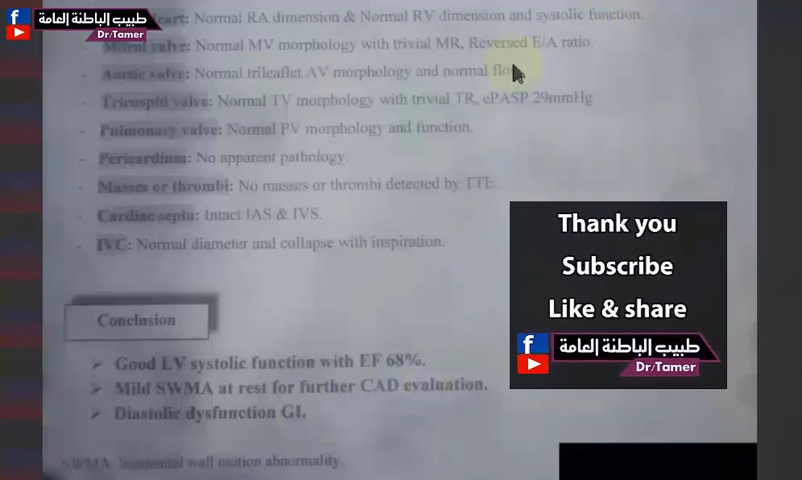 طبيب الباطنة العامة
Dr/Tamer
Heart: Normal RA dimension & Normal RV dimension and systolic function.
- Mitral valve: Normal MV morphology with trivial MR, Reversed E/A ratio.
- Aortic valve: Normal trileaflet AV morphology and normal
- Tricuspid valve: Normal TV morphology with trivial TR, ePASP 29mmHg
- Pulmonary valve: Normal PV morphology and function.
- Pericardium: No apparent pathology.
- Masses or thrombi: No masses or thrombi detected by TTE.
- Cardiac septa: Intact IAS & IVS.
- IVC: Normal diameter and collapse with inspiration.
Thank you
Subscribe
Like & share
طبيب الباطنة العامة
Dr/Tamer
Conclusion
➢ Good LV systolic function with EF 68%.
➢ Mild SWMA at rest for further CAD evaluation.
➢ Diastolic dysfunction GI.
SWMA: Segmental wall motion abnormality